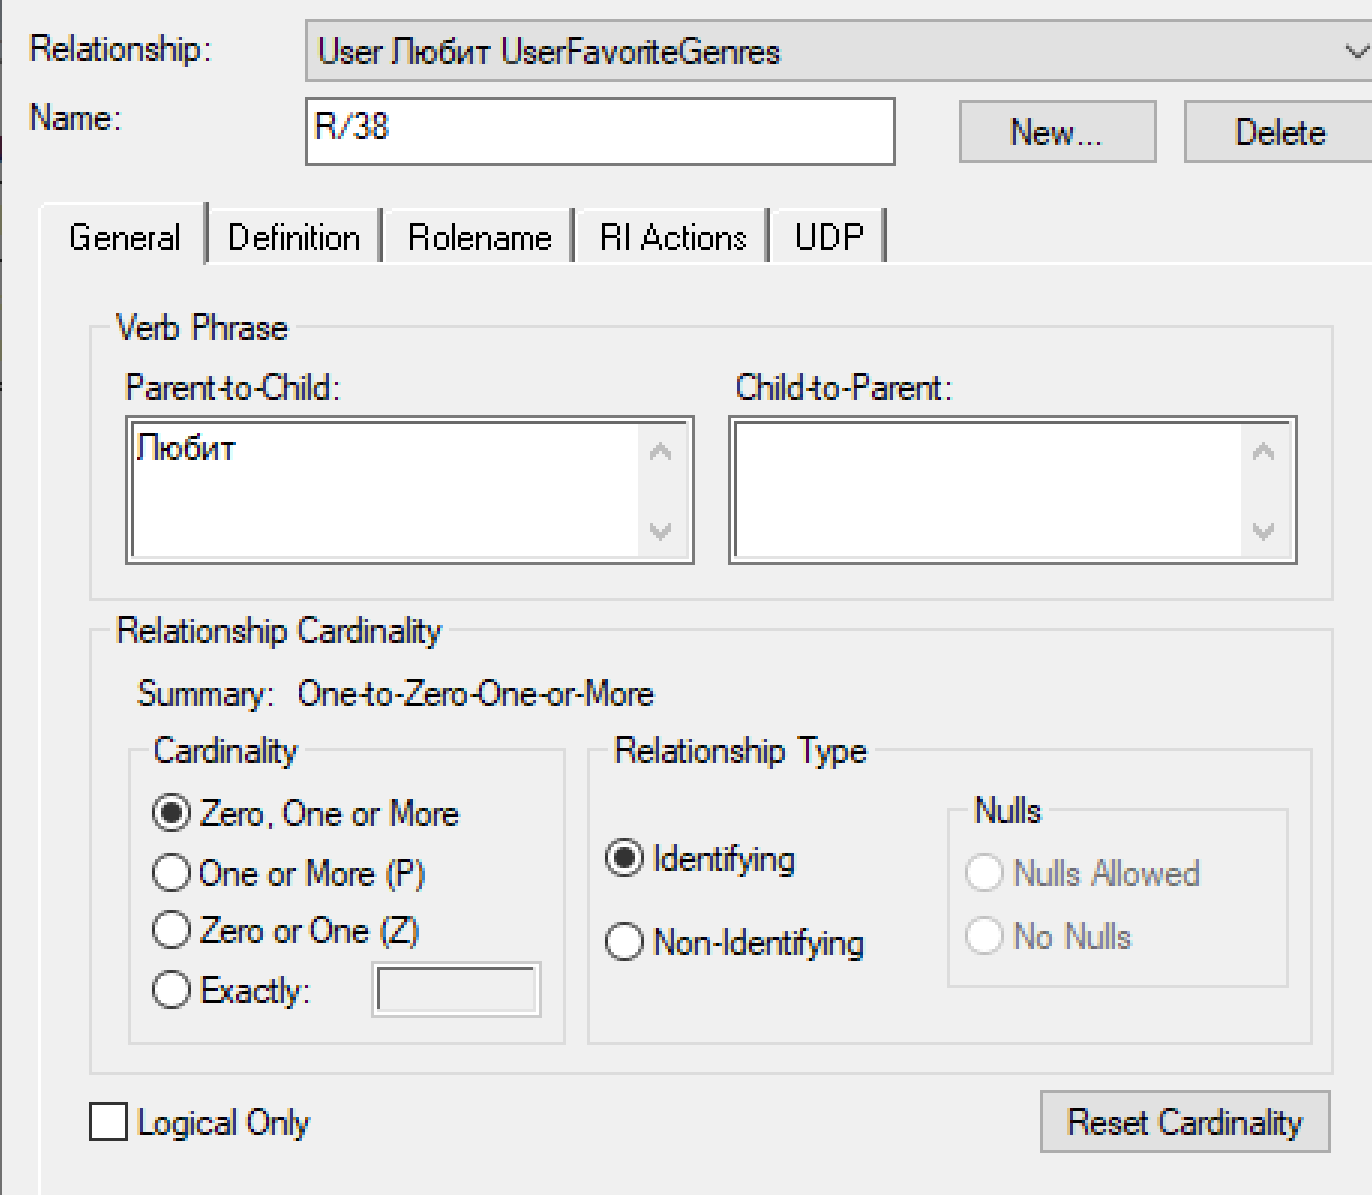 Relationship: User Любит UserFavoriteGenres
Name: R/38 New... Delete
General Definition Rolename RI Actions UDP
Verb Phrase
Parent-to-Child: Child-to-Parent:
Любит
Relationship Cardinality
Summary: One-to-Zero-One-or-More
Cardinality Relationship Type
Zero, One or More Nulls
Identifying
One or More (P) Nulls Allowed
Zero or One (Z) Non-Identifying No Nulls
Exactly:
Logical Only Reset Cardinality